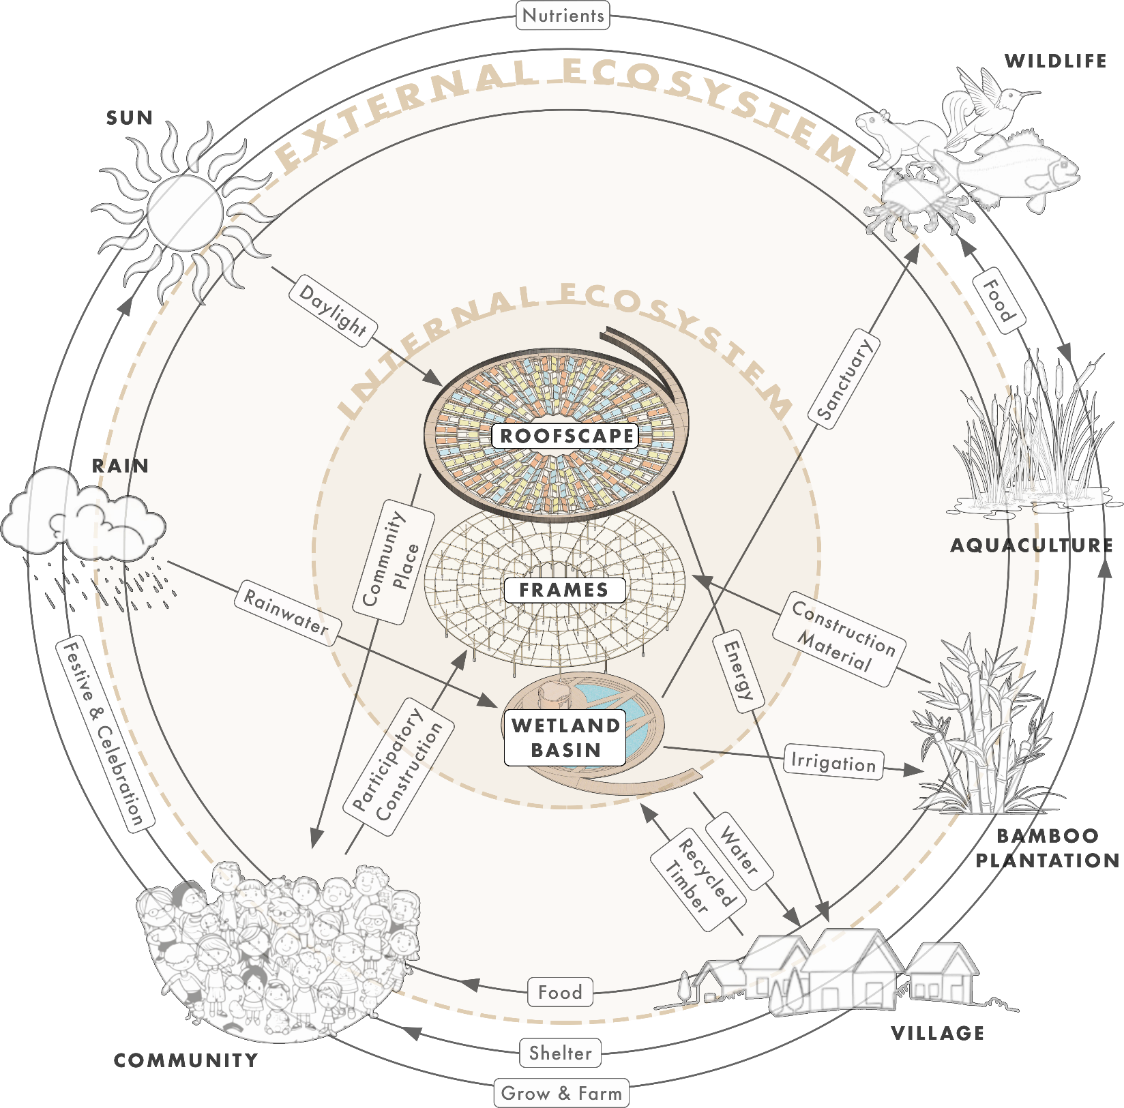 Nutrients
WILDLIFE
EXTERNAL ECOSYSTEM
SUN
Daylight
Food
INTERNAL ECOSYSTEM
Sanctuary
ROOFSCAPE
RAIN
Community
Place
AQUACULTURE
FRAMES
Rainwater
Construction
Material
Energy
Festive & Celebration
WETLAND
BASIN
Participatory
Construction
Irrigation
BAMBOO
PLANTATION
Water
Recycled
Timber
Food
VILLAGE
COMMUNITY
Shelter
Grow & Farm